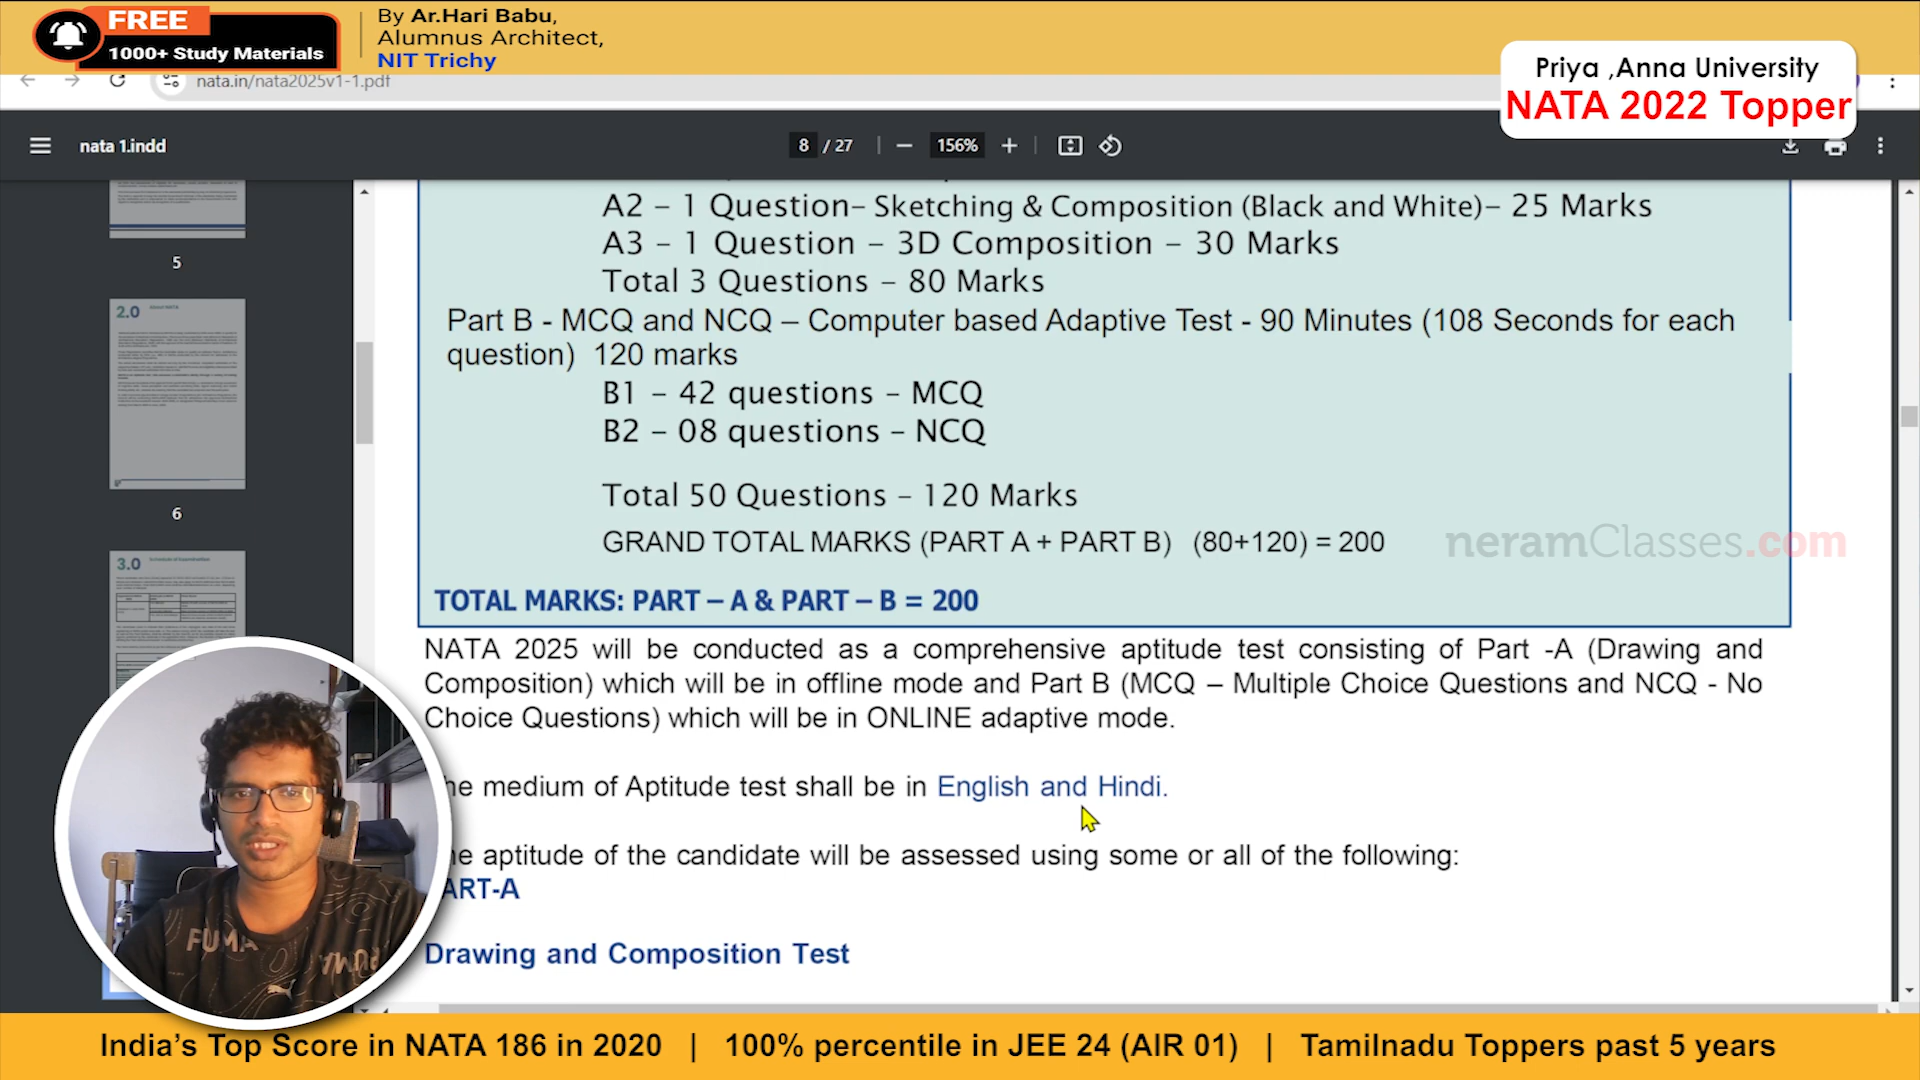 FREE
1000+ Study Materials
By Ar.Hari Babu,
Alumnus Architect,
NIT Trichy
Priya ,Anna University
NATA 2022 Topper
nata.in/nata2025v1-1.pdf
nata 1.indd
8 / 27
156%
5
2.0
6
3.0
A2 – 1 Question– Sketching & Composition (Black and White)– 25 Marks
A3 – 1 Question – 3D Composition – 30 Marks
Total 3 Questions – 80 Marks
Part B - MCQ and NCQ – Computer based Adaptive Test - 90 Minutes (108 Seconds for each
question) 120 marks
B1 – 42 questions – MCQ
B2 – 08 questions – NCQ
Total 50 Questions – 120 Marks
GRAND TOTAL MARKS (PART A + PART B) (80+120) = 200
neramClasses.com
TOTAL MARKS: PART – A & PART – B = 200
NATA 2025 will be conducted as a comprehensive aptitude test consisting of Part -A (Drawing and
Composition) which will be in offline mode and Part B (MCQ – Multiple Choice Questions and NCQ - No
Choice Questions) which will be in ONLINE adaptive mode.
he medium of Aptitude test shall be in English and Hindi.
he aptitude of the candidate will be assessed using some or all of the following:
ART-A
Drawing and Composition Test
PUMA
India's Top Score in NATA 186 in 2020 | 100% percentile in JEE 24 (AIR 01) | Tamilnadu Toppers past 5 years